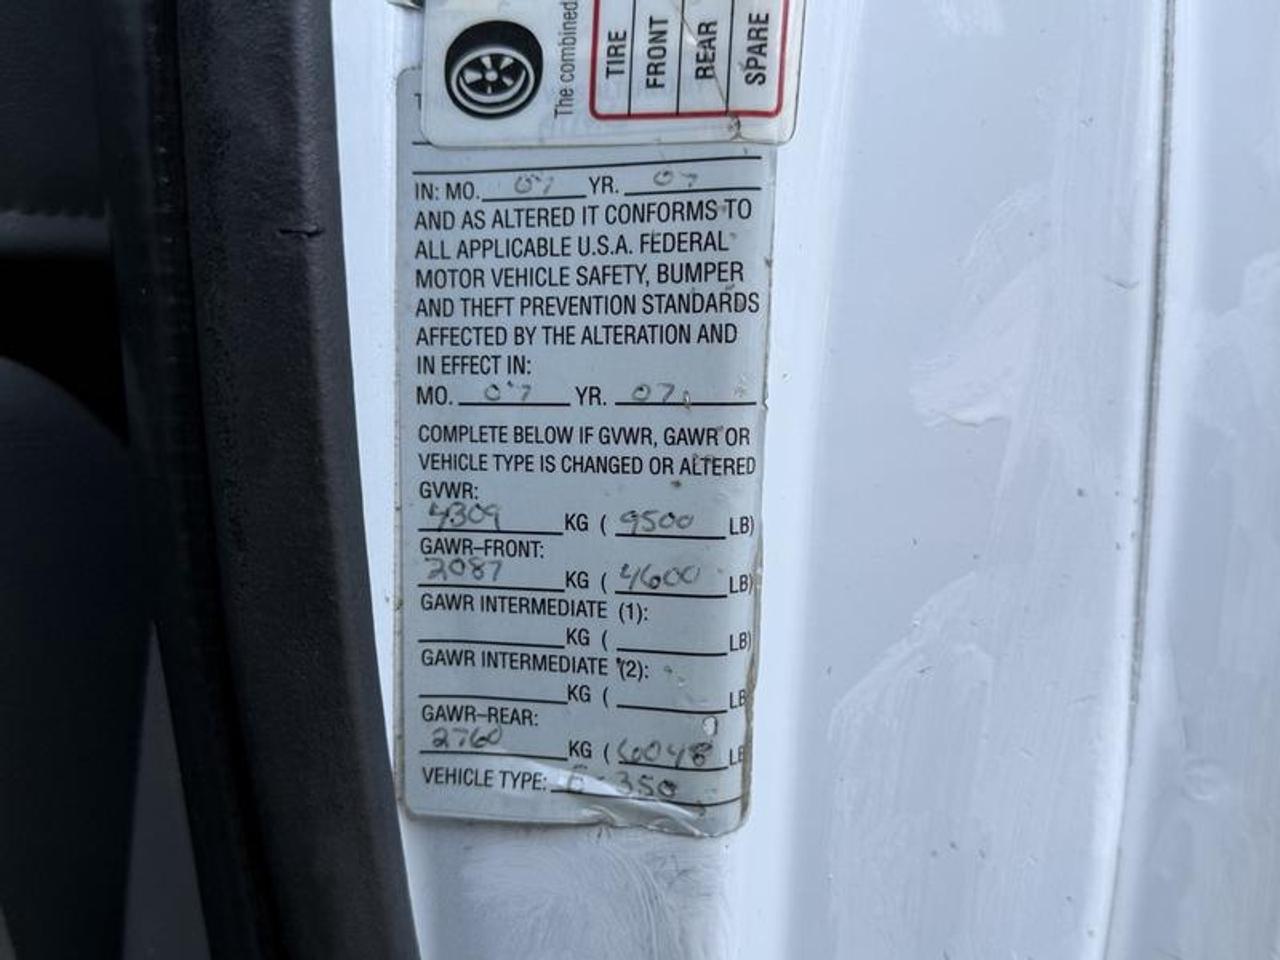 The combined
TIRE
FRONT
REAR
SPARE
IN: MO. 07 YR. 07
AND AS ALTERED IT CONFORMS TO
ALL APPLICABLE U.S.A. FEDERAL
MOTOR VEHICLE SAFETY, BUMPER
AND THEFT PREVENTION STANDARDS
AFFECTED BY THE ALTERATION AND
IN EFFECT IN:
MO. 07 YR. 07
COMPLETE BELOW IF GVWR, GAWR OR
VEHICLE TYPE IS CHANGED OR ALTERED
GVWR:
4309 KG ( 9500 LB)
GAWR–FRONT:
2087 KG ( 4600 LB)
GAWR INTERMEDIATE (1):
KG ( LB)
GAWR INTERMEDIATE (2):
KG ( LB
GAWR–REAR:
2760 KG ( 6048 LB
VEHICLE TYPE: E-350